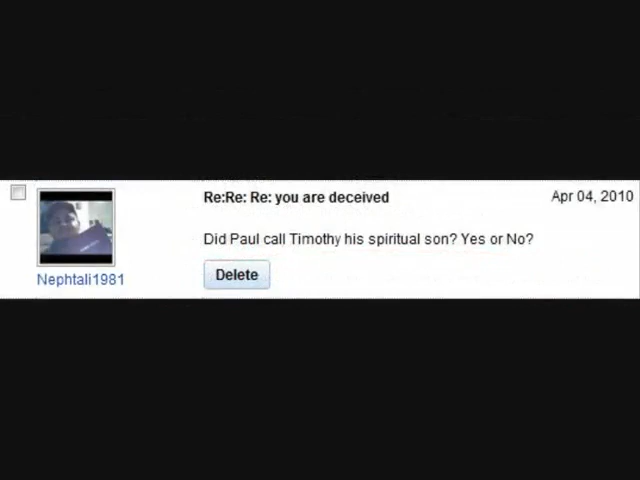 Re:Re: Re: you are deceived
Apr 04, 2010
Did Paul call Timothy his spiritual son? Yes or No?
Delete
Nephtali1981